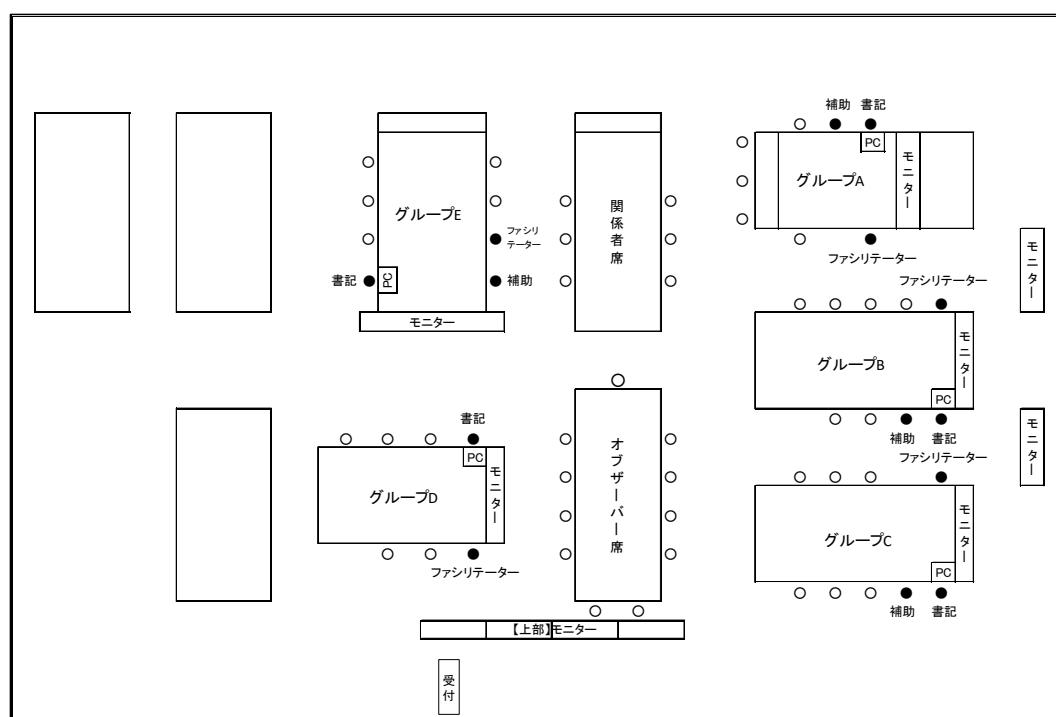 補助
書記
PC
グループA
モニター
ファシリテーター
グループE
ファシリ
テーター
書記
PC
補助
モニター
関係者席
モニター
ファシリテーター
グループB
モニター
PC
補助
書記
モニター
書記
PC
グループD
モニター
ファシリテーター
オブザーバー席
ファシリテーター
グループC
モニター
PC
補助
書記
【上部】モニター
受付